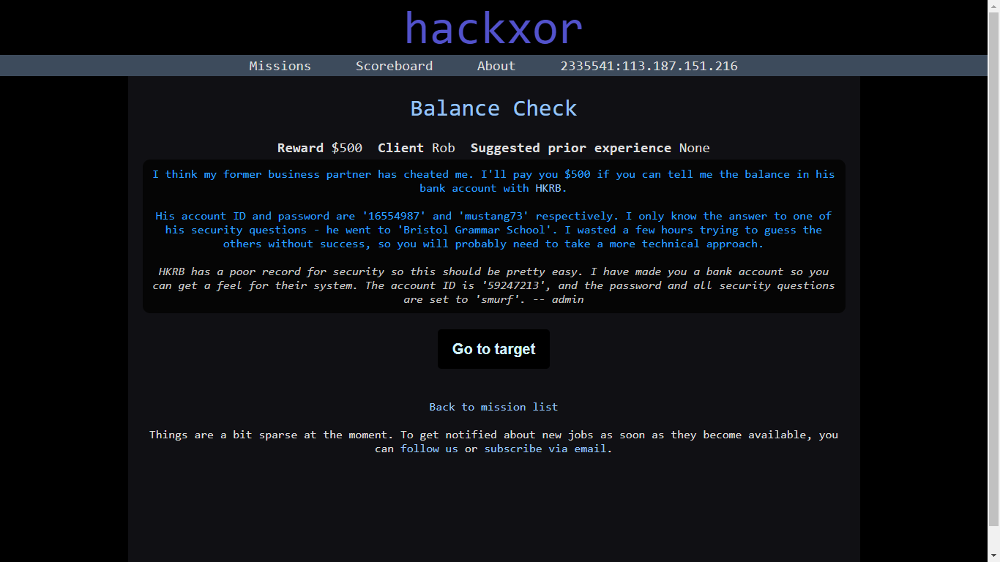 hackxor
Missions Scoreboard About 2335541:113.187.151.216
Balance Check
Reward $500 Client Rob Suggested prior experience None
I think my former business partner has cheated me. I'll pay you $500 if you can tell me the balance in his
bank account with HKRB.
His account ID and password are '16554987' and 'mustang73' respectively. I only know the answer to one of
his security questions - he went to 'Bristol Grammar School'. I wasted a few hours trying to guess the
others without success, so you will probably need to take a more technical approach.
HKRB has a poor record for security so this should be pretty easy. I have made you a bank account so you
can get a feel for their system. The account ID is '59247213', and the password and all security questions
are set to 'smurf'. -- admin
Go to target
Back to mission list
Things are a bit sparse at the moment. To get notified about new jobs as soon as they become available, you
can follow us or subscribe via email.